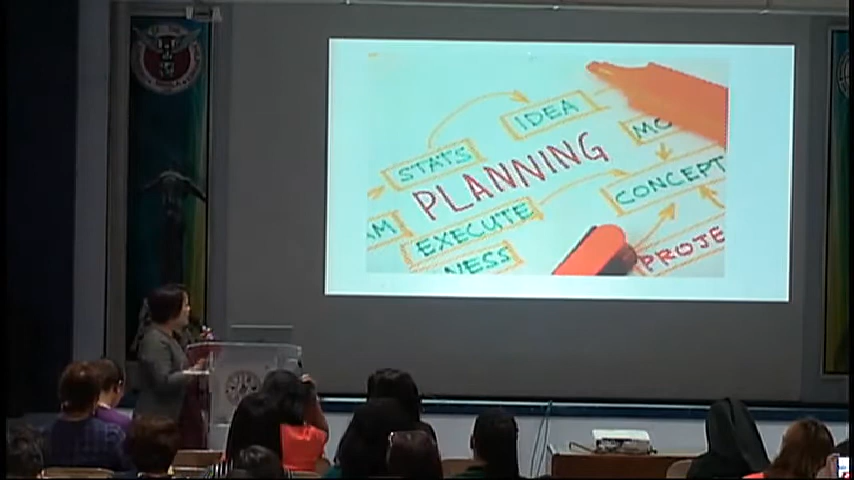 IDEA
STATS
PLANNING
CONCEPT
EXECUTE
PROJE
NESS